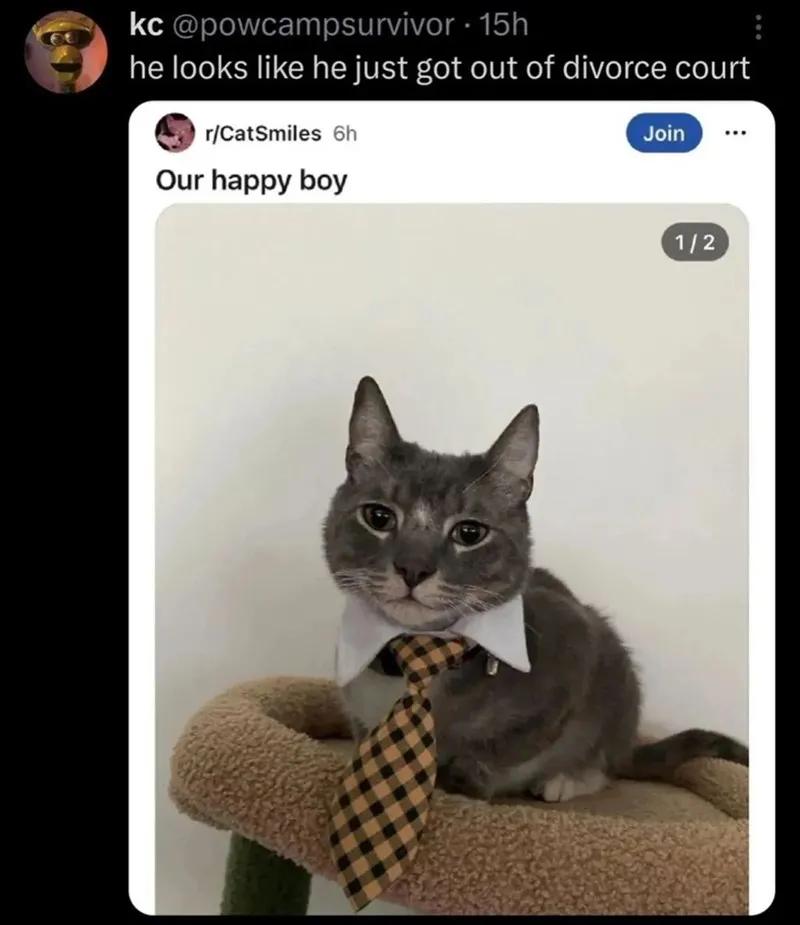 kc @powcampsurvivor · 15h
he looks like he just got out of divorce court
r/CatSmiles 6h
Join
Our happy boy
1/2